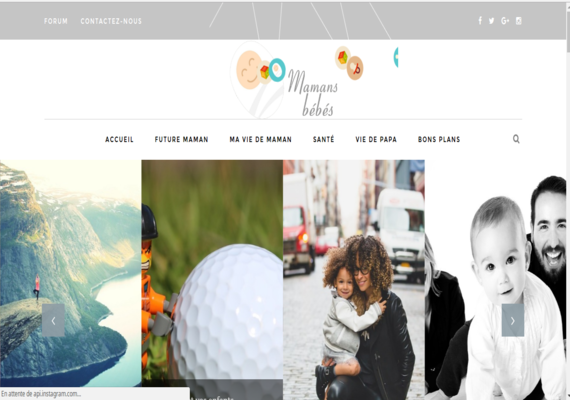 FORUM CONTACTEZ-NOUS
Mamans
bébés
ACCUEIL FUTURE MAMAN MA VIE DE MAMAN SANTÉ VIE DE PAPA BONS PLANS
En attente de api.instagram.com...